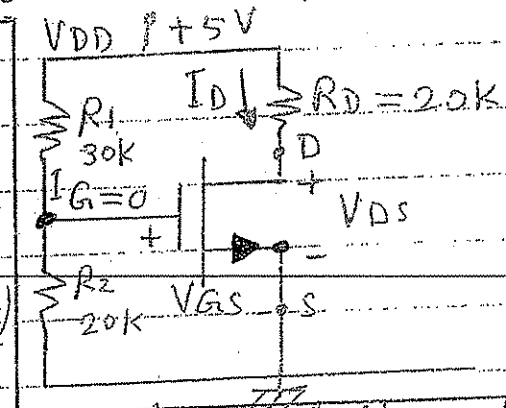 VDD / +5V
R1
30K
ID
RD = 20K
D
IG=0
+
+
VDS
-
R2
20K
VGS
S